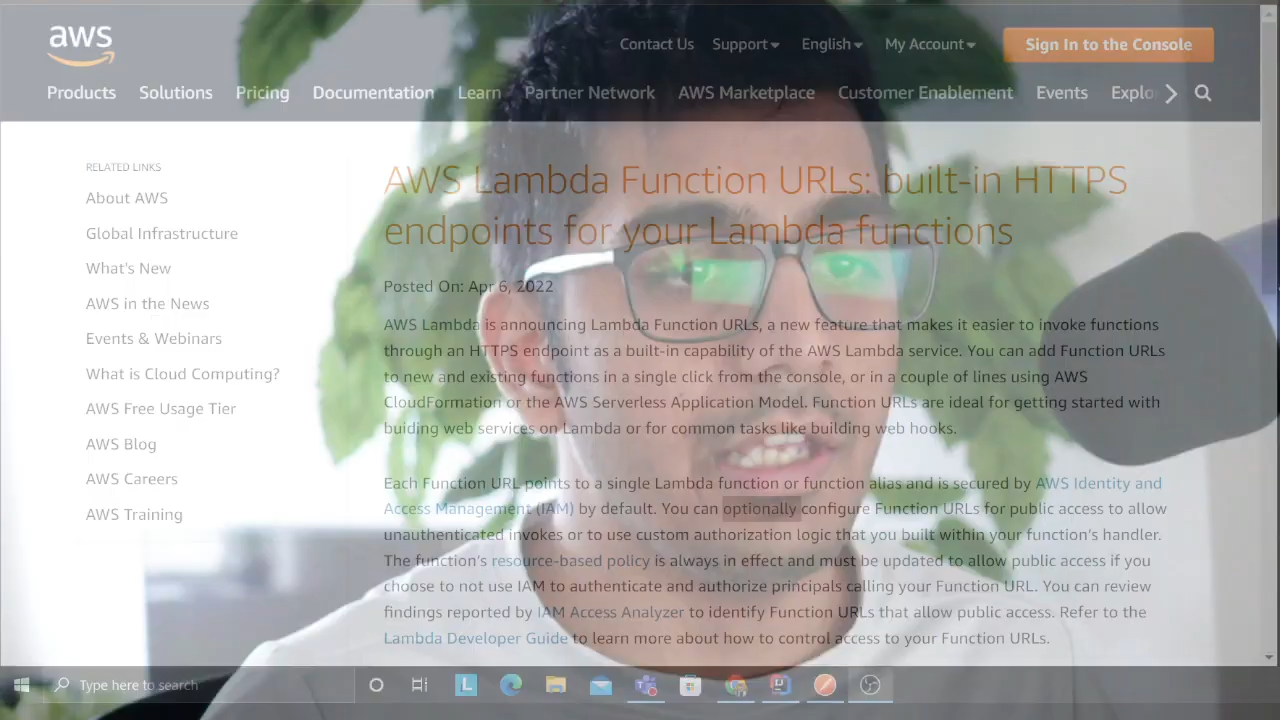 aws
Contact Us Support English My Account Sign In to the Console
Products Solutions Pricing Documentation Learn Partner Network AWS Marketplace Customer Enablement Events Explo
RELATED LINKS
About AWS
Global Infrastructure
What's New
AWS in the News
Events & Webinars
What is Cloud Computing?
AWS Free Usage Tier
AWS Blog
AWS Careers
AWS Training
AWS Lambda Function URLs: built-in HTTPS
endpoints for your Lambda functions
Posted On: Apr 6, 2022
AWS Lambda is announcing Lambda Function URLs, a new feature that makes it easier to invoke functions
through an HTTPS endpoint as a built-in capability of the AWS Lambda service. You can add Function URLs
to new and existing functions in a single click from the console, or in a couple of lines using AWS
CloudFormation or the AWS Serverless Application Model. Function URLs are ideal for getting started with
buiding web services on Lambda or for common tasks like building web hooks.
Each Function URL points to a single Lambda function or function alias and is secured by AWS Identity and
Access Management (IAM) by default. You can optionally configure Function URLs for public access to allow
unauthenticated invokes or to use custom authorization logic that you built within your function's handler.
The function's resource-based policy is always in effect and must be updated to allow public access if you
choose to not use IAM to authenticate and authorize principals calling your Function URL. You can review
findings reported by IAM Access Analyzer to identify Function URLs that allow public access. Refer to the
Lambda Developer Guide to learn more about how to control access to your Function URLs.
Type here to search